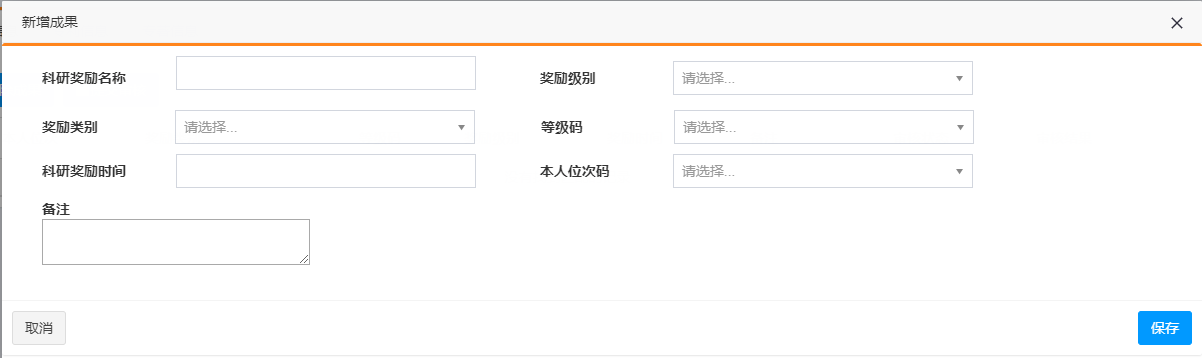 新增成果
科研奖励名称
奖励级别 请选择...
奖励类别 请选择...
等级码 请选择...
科研奖励时间
本人位次码 请选择...
备注
取消
保存